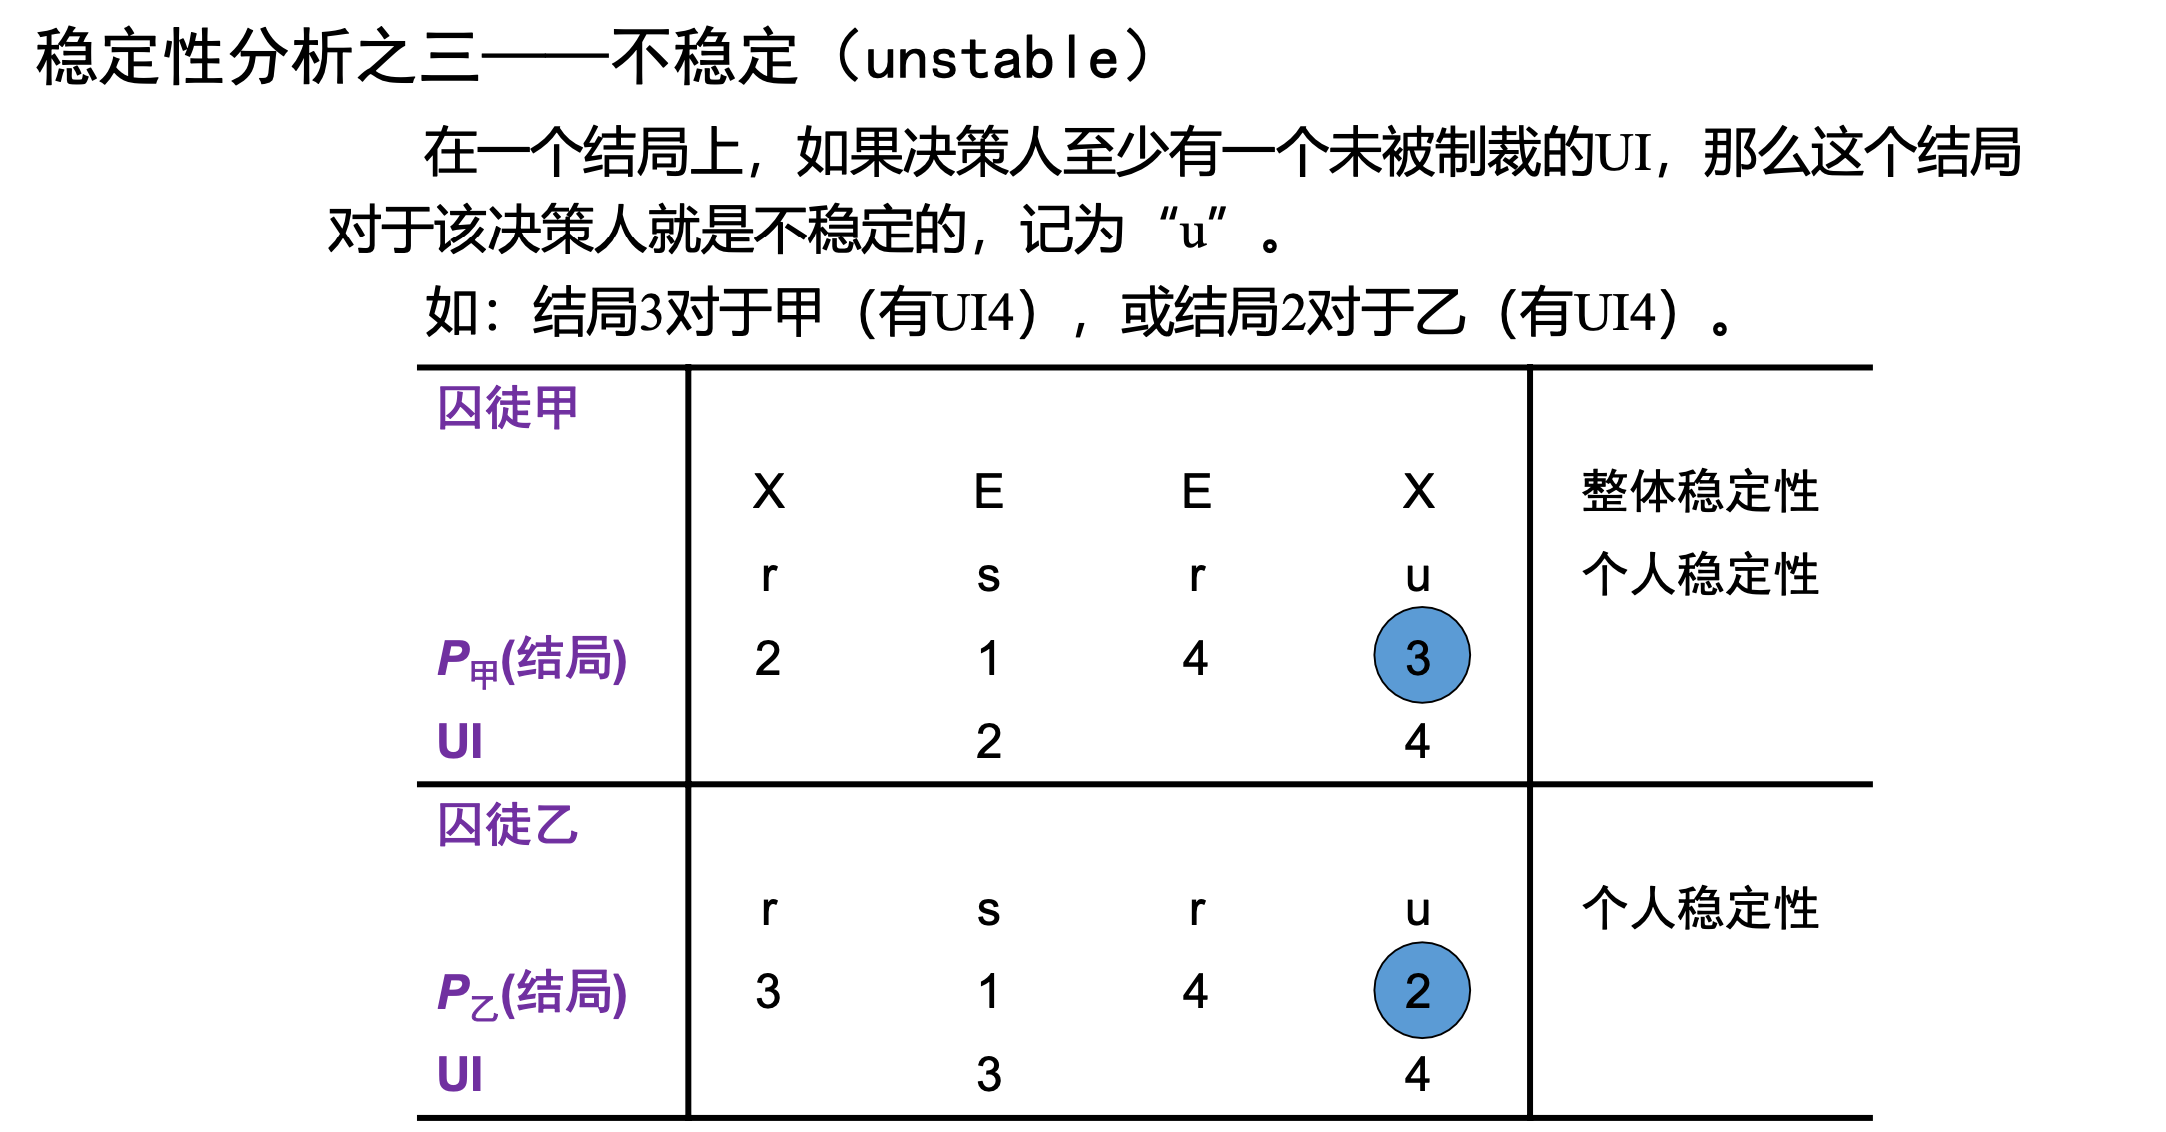 稳定性分析之三——不稳定（unstable）
在一个结局上，如果决策人至少有一个未被制裁的UI，那么这个结局
对于该决策人就是不稳定的，记为“u”。
如：结局3对于甲（有UI4），或结局2对于乙（有UI4）。
囚徒甲
X E E X 整体稳定性
r s r u 个人稳定性
P甲(结局) 2 1 4 3
UI 2 4
囚徒乙
r s r u 个人稳定性
P乙(结局) 3 1 4 2
UI 3 4